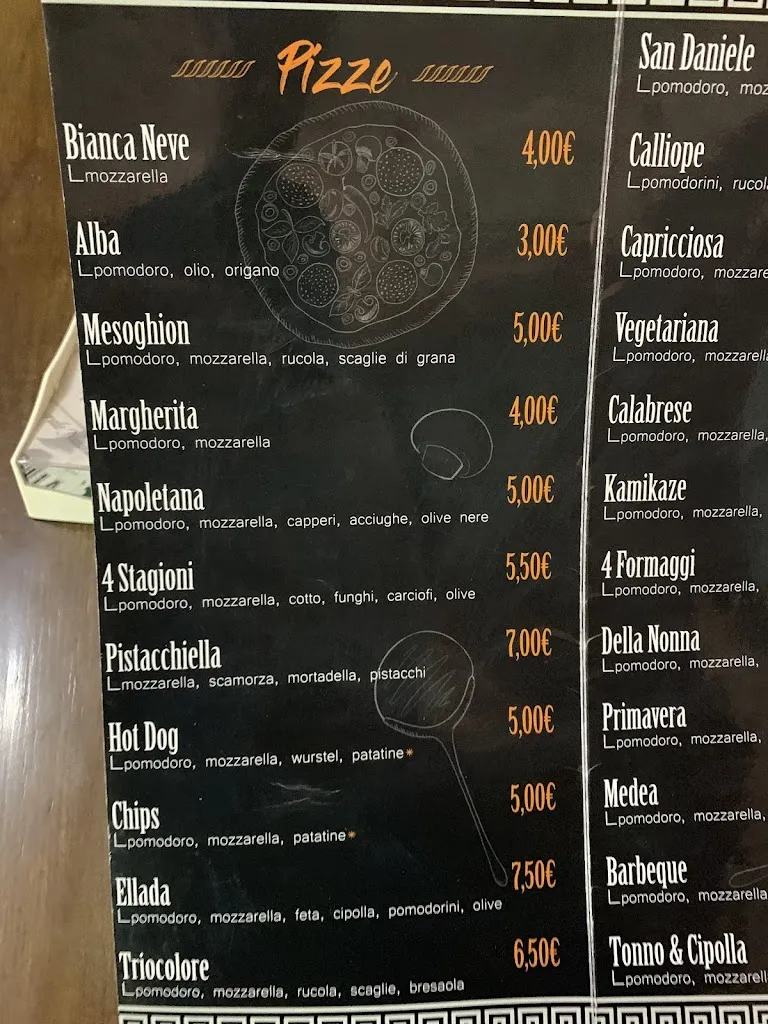 Pizze
Bianca Neve 4,00€
mozzarella
Alba 3,00€
pomodoro, olio, origano
Mesoghion 5,00€
pomodoro, mozzarella, rucola, scaglie di grana
Margherita 4,00€
pomodoro, mozzarella
Napoletana 5,00€
pomodoro, mozzarella, capperi, acciughe, olive nere
4 Stagioni 5,50€
pomodoro, mozzarella, cotto, funghi, carciofi, olive
Pistacchiella 7,00€
mozzarella, scamorza, mortadella, pistacchi
Hot Dog 5,00€
pomodoro, mozzarella, wurstel, patatine*
Chips 5,00€
pomodoro, mozzarella, patatine*
Ellada 7,50€
pomodoro, mozzarella, feta, cipolla, pomodorini, olive
Triocolore 6,50€
pomodoro, mozzarella, rucola, scaglie, bresaola
San Daniele
pomodoro,
Calliope
pomodorini,
Capricciosa
pomodoro,
Vegetariana
pomodoro,
Calabrese
pomodoro, mozzarella,
Kamikaze
pomodoro, mozzarella,
4 Formaggi
pomodoro, mozzarella,
Della Nonna
pomodoro, mozzarella,
Primavera
pomodoro, mozzarella,
Medea
pomodoro, mozzarella,
Barbeque
pomodoro, mozzarella
Tonno & Cipolla
pomodoro,